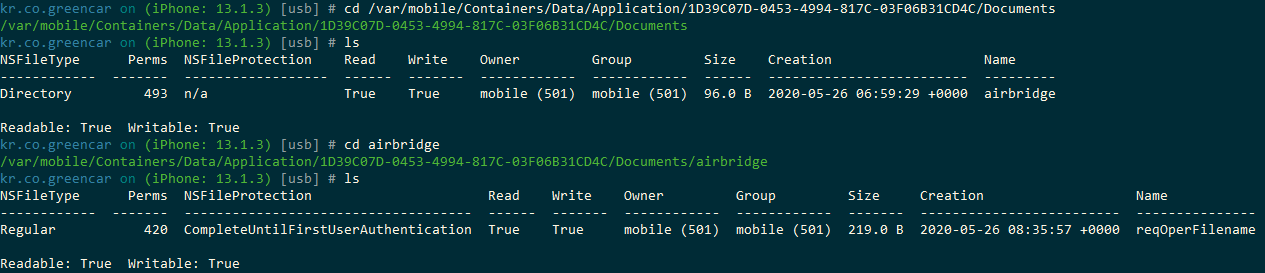 kr.co.greencar on (iPhone: 13.1.3) [usb] # cd /var/mobile/Containers/Data/Application/1D39C07D-0453-4994-817C-03F06B31CD4C/Documents
/var/mobile/Containers/Data/Application/1D39C07D-0453-4994-817C-03F06B31CD4C/Documents
kr.co.greencar on (iPhone: 13.1.3) [usb] # ls
NSFileType      Perms  NSFileProtection    Read    Write    Owner         Group         Size    Creation                   Name
------------  -------  ------------------  ------  -------  ------------  ------------  ------  -------------------------  ---------
Directory         493  n/a                 True    True     mobile (501)  mobile (501)  96.0 B  2020-05-26 06:59:29 +0000  airbridge

Readable: True  Writable: True
kr.co.greencar on (iPhone: 13.1.3) [usb] # cd airbridge
/var/mobile/Containers/Data/Application/1D39C07D-0453-4994-817C-03F06B31CD4C/Documents/airbridge
kr.co.greencar on (iPhone: 13.1.3) [usb] # ls
NSFileType      Perms  NSFileProtection                      Read    Write    Owner         Group         Size     Creation                   Name
------------  -------  ------------------------------------  ------  -------  ------------  ------------  -------  -------------------------  ---------------
Regular           420  CompleteUntilFirstUserAuthentication  True    True     mobile (501)  mobile (501)  219.0 B  2020-05-26 08:35:57 +0000  reqOperFilename

Readable: True  Writable: True